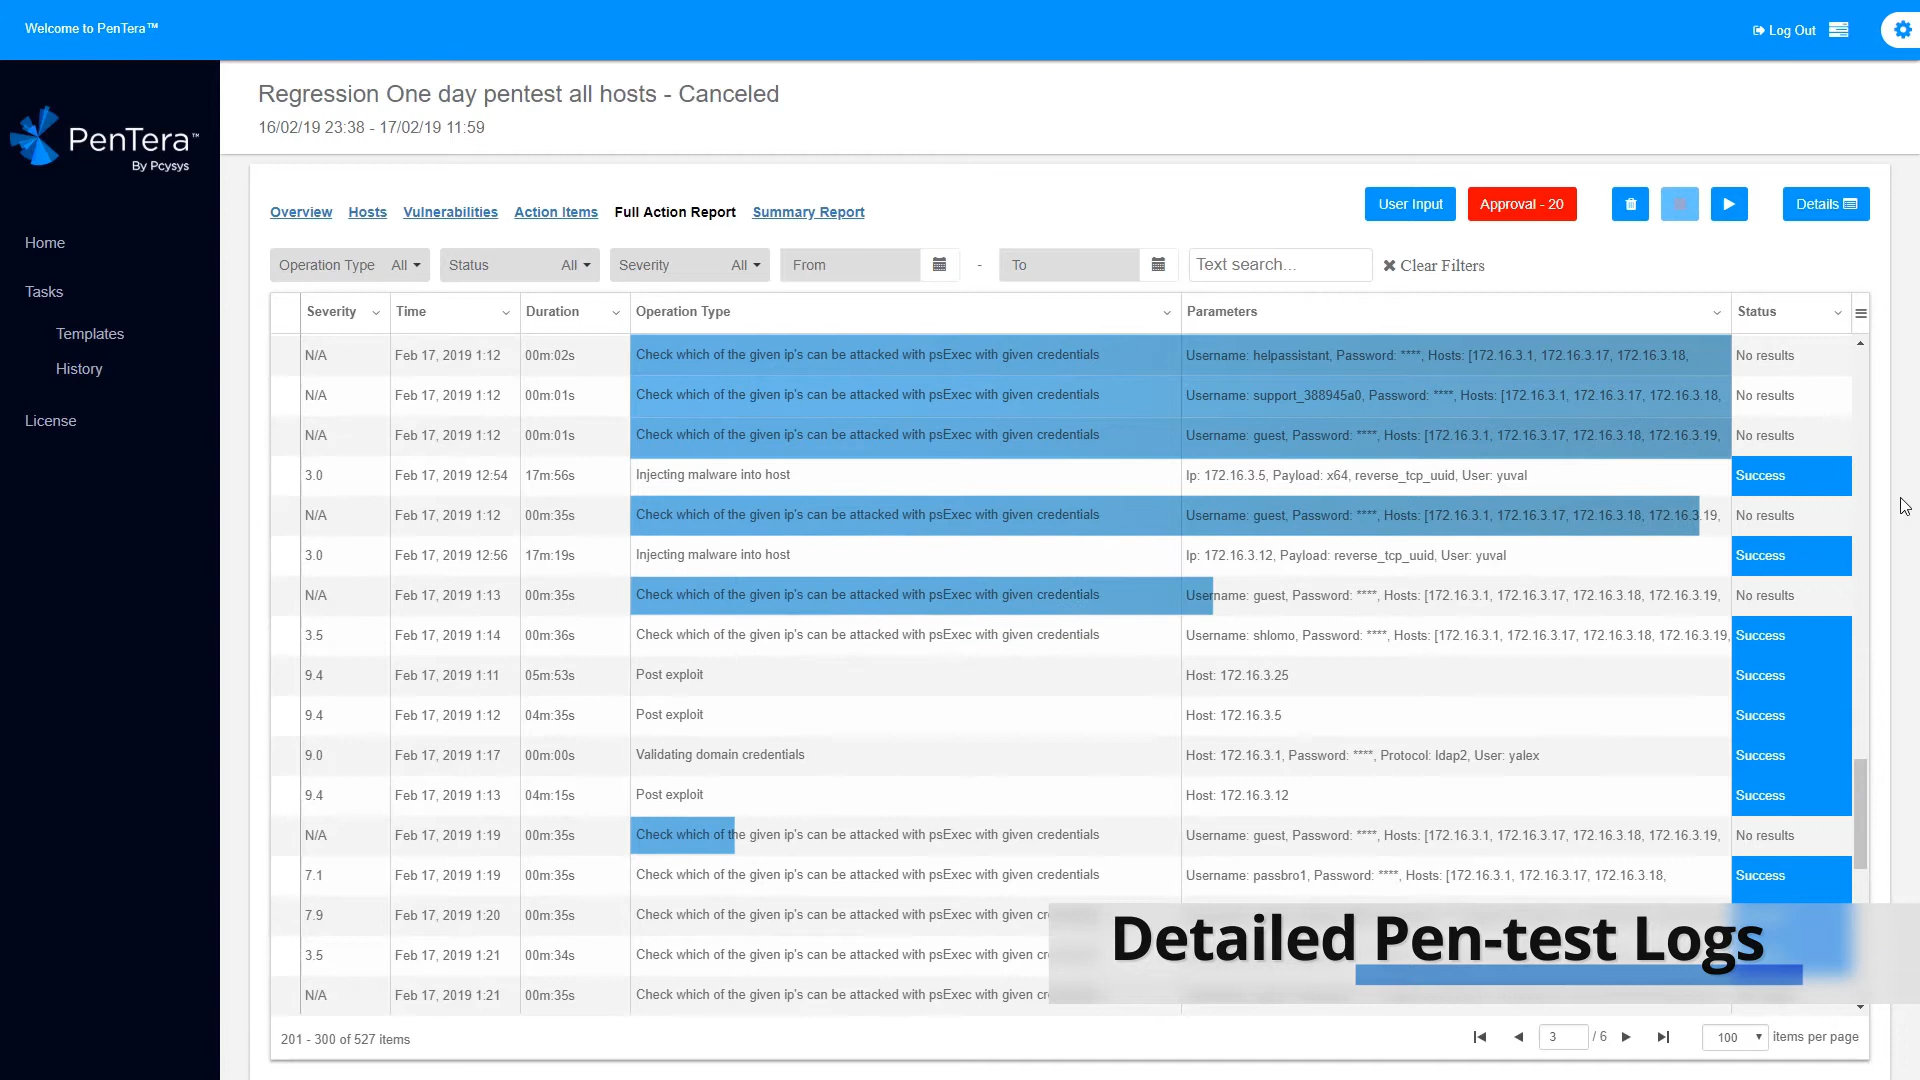 Welcome to PenTera™
Log Out
PenTera™
By Pcysys
Home
Tasks
Templates
History
License
Regression One day pentest all hosts - Canceled
16/02/19 23:38 - 17/02/19 11:59
Overview Hosts Vulnerabilities Action Items Full Action Report Summary Report User Input Approval - 20 Details
Operation Type All Status All Severity All From - To Text search... Clear Filters
Severity Time Duration Operation Type Parameters Status
N/A Feb 17, 2019 1:12 00m:02s Check which of the given ip's can be attacked with psExec with given credentials Username: helpassistant, Password: ****, Hosts: [172.16.3.1, 172.16.3.17, 172.16.3.18, No results
N/A Feb 17, 2019 1:12 00m:01s Check which of the given ip's can be attacked with psExec with given credentials Username: support_388945a0, Password: ****, Hosts: [172.16.3.1, 172.16.3.17, 172.16.3.18, No results
N/A Feb 17, 2019 1:12 00m:01s Check which of the given ip's can be attacked with psExec with given credentials Username: guest, Password: ****, Hosts: [172.16.3.1, 172.16.3.17, 172.16.3.18, 172.16.3.19, No results
3.0 Feb 17, 2019 12:54 17m:56s Injecting malware into host Ip: 172.16.3.5, Payload: x64, reverse_tcp_uuid, User: yuval Success
N/A Feb 17, 2019 1:12 00m:35s Check which of the given ip's can be attacked with psExec with given credentials Username: guest, Password: ****, Hosts: [172.16.3.1, 172.16.3.17, 172.16.3.18, 172.16.3.19, No results
3.0 Feb 17, 2019 12:56 17m:19s Injecting malware into host Ip: 172.16.3.12, Payload: reverse_tcp_uuid, User: yuval Success
N/A Feb 17, 2019 1:13 00m:35s Check which of the given ip's can be attacked with psExec with given credentials Username: guest, Password: ****, Hosts: [172.16.3.1, 172.16.3.17, 172.16.3.18, 172.16.3.19, No results
3.5 Feb 17, 2019 1:14 00m:36s Check which of the given ip's can be attacked with psExec with given credentials Username: shlomo, Password: ****, Hosts: [172.16.3.1, 172.16.3.17, 172.16.3.18, 172.16.3.19, Success
9.4 Feb 17, 2019 1:11 05m:53s Post exploit Host: 172.16.3.25 Success
9.4 Feb 17, 2019 1:12 04m:35s Post exploit Host: 172.16.3.5 Success
9.0 Feb 17, 2019 1:17 00m:00s Validating domain credentials Host: 172.16.3.1, Password: ****, Protocol: ldap2, User: yalex Success
9.4 Feb 17, 2019 1:13 04m:15s Post exploit Host: 172.16.3.12 Success
N/A Feb 17, 2019 1:19 00m:35s Check which of the given ip's can be attacked with psExec with given credentials Username: guest, Password: ****, Hosts: [172.16.3.1, 172.16.3.17, 172.16.3.18, 172.16.3.19, No results
7.1 Feb 17, 2019 1:19 00m:35s Check which of the given ip's can be attacked with psExec with given credentials Username: passbro1, Password: ****, Hosts: [172.16.3.1, 172.16.3.17, 172.16.3.18, Success
7.9 Feb 17, 2019 1:20 00m:35s Check which of the given ip's can be attacked with psExec with given
3.5 Feb 17, 2019 1:21 00m:34s Check which of the given ip's can be attacked with psExec with given
N/A Feb 17, 2019 1:21 00m:35s Check which of the given ip's can be attacked with psExec with given
Detailed Pen-test Logs
201 - 300 of 527 items 3 / 6 100 items per page